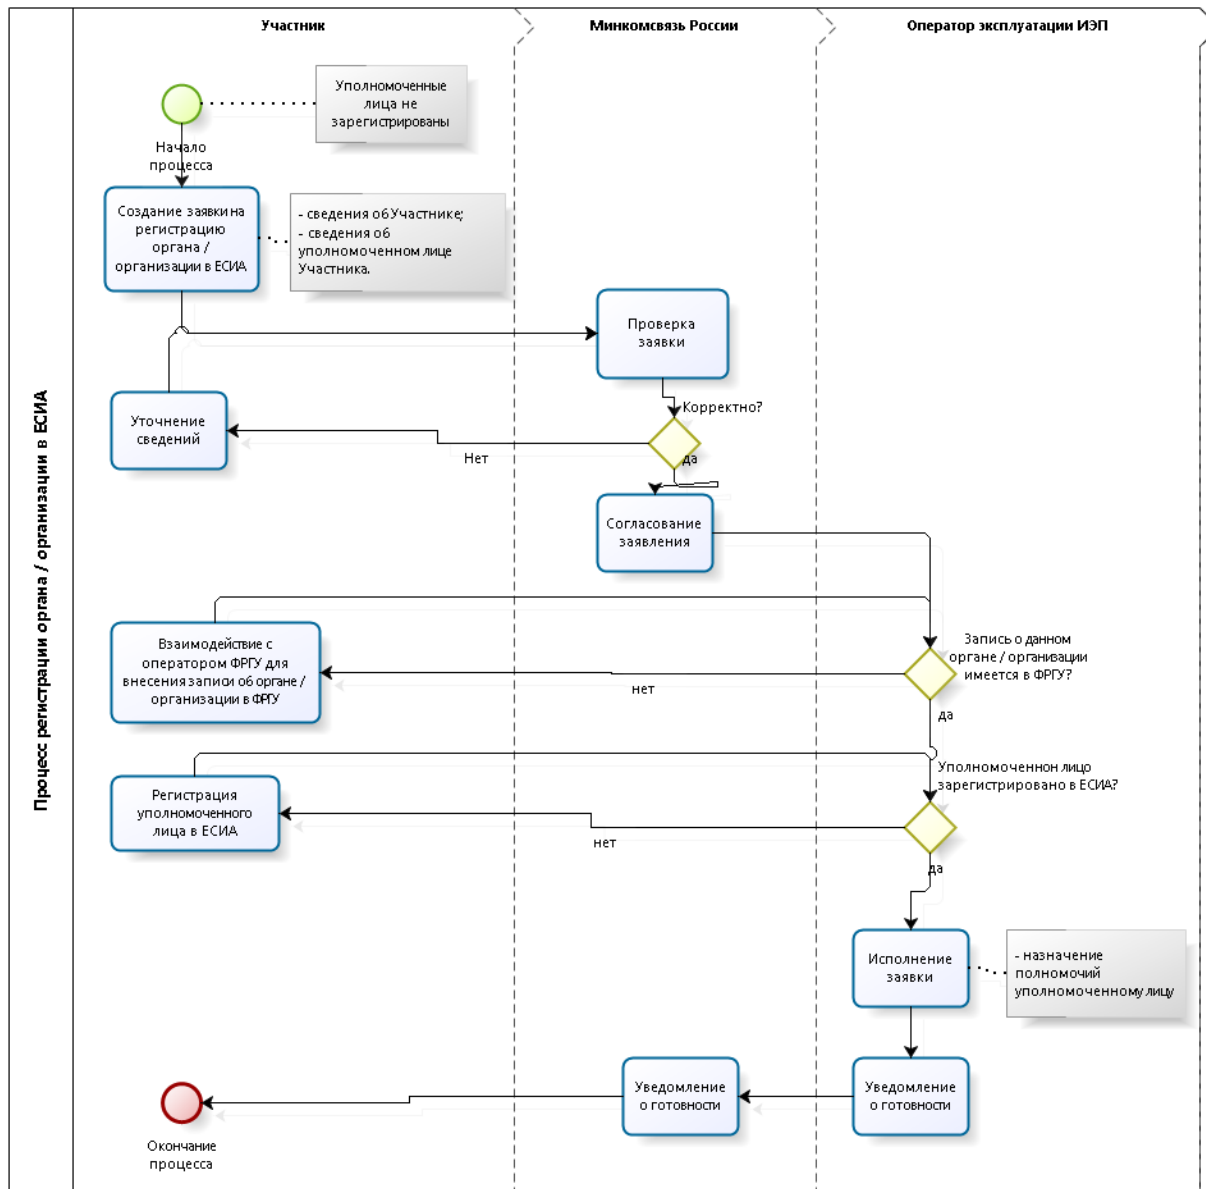 Процесс регистрации органа / организации в ЕСИА
Участник
Минкомсвязь России
Оператор эксплуатации ИЭП
Уполномоченные
лица не
зарегистрированы
Начало
процесса
Создание заявки на
регистрацию
органа /
организации в ЕСИА
- сведения об Участнике;
- сведения об
уполномоченном лице
Участника.
Проверка
заявки
Корректно?
Уточнение
сведений
Нет
да
Согласование
заявления
Взаимодействие с
оператором ФРГУ для
внесения записи об органе /
организации в ФРГУ
Запись о данном
органе / организации
имеется в ФРГУ?
нет
да
Уполномоченнон лицо
зарегистрировано в ЕСИА?
Регистрация
уполномоченного
лица в ЕСИА
нет
да
Исполнение
заявки
- назначение
полномочий
уполномоченному лицу
Уведомление
о готовности
Уведомление
о готовности
Окончание
процесса